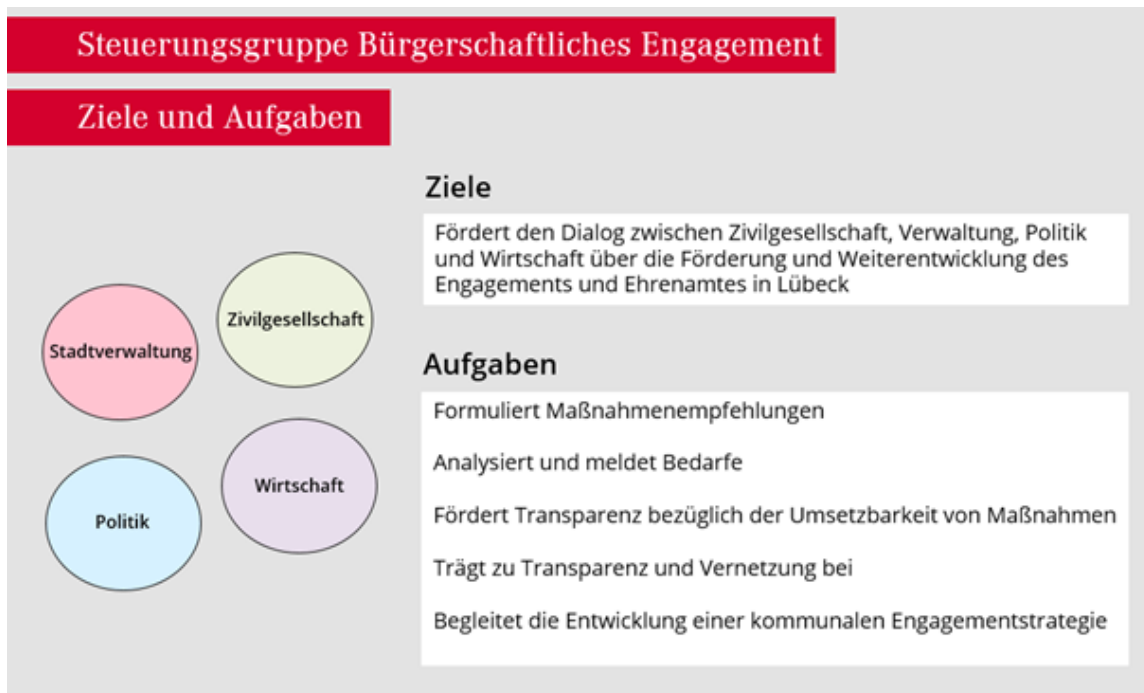 Steuerungsgruppe Bürgerschaftliches Engagement
Ziele und Aufgaben
Stadtverwaltung
Zivilgesellschaft
Politik
Wirtschaft
Ziele
Fördert den Dialog zwischen Zivilgesellschaft, Verwaltung, Politik
und Wirtschaft über die Förderung und Weiterentwicklung des
Engagements und Ehrenamtes in Lübeck
Aufgaben
Formuliert Maßnahmenempfehlungen
Analysiert und meldet Bedarfe
Fördert Transparenz bezüglich der Umsetzbarkeit von Maßnahmen
Trägt zu Transparenz und Vernetzung bei
Begleitet die Entwicklung einer kommunalen Engagementstrategie